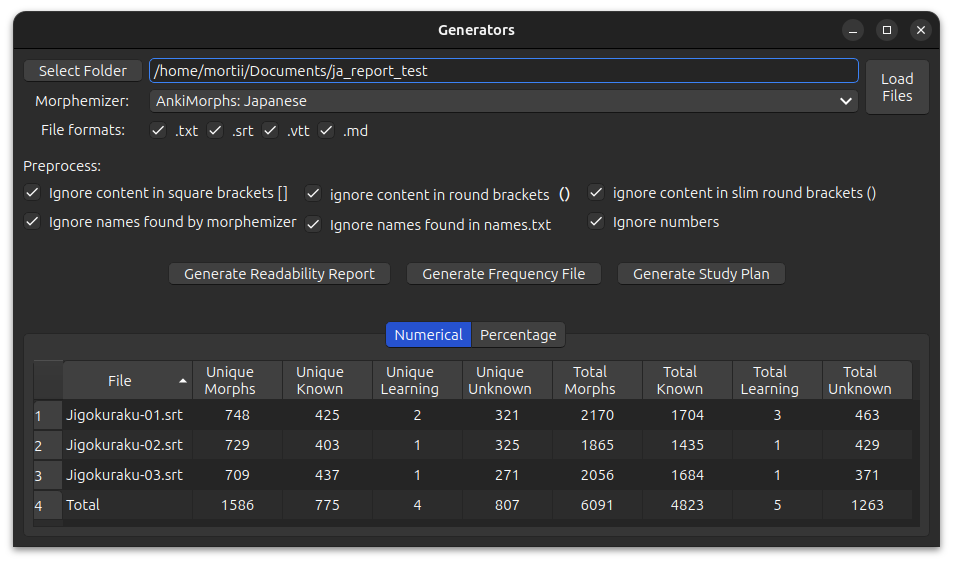 Generators
Select Folder /home/mortii/Documents/ja_report_test
Load
Files
Morphemizer: AnkiMorphs: Japanese
File formats: .txt .srt .vtt .md
Preprocess:
Ignore content in square brackets [] ignore content in round brackets （） ignore content in slim round brackets ()
Ignore names found by morphemizer Ignore names found in names.txt Ignore numbers
Generate Readability Report Generate Frequency File Generate Study Plan
Numerical Percentage
File Unique Morphs Unique Known Unique Learning Unique Unknown Total Morphs Total Known Total Learning Total Unknown
1 Jigokuraku-01.srt 748 425 2 321 2170 1704 3 463
2 Jigokuraku-02.srt 729 403 1 325 1865 1435 1 429
3 Jigokuraku-03.srt 709 437 1 271 2056 1684 1 371
4 Total 1586 775 4 807 6091 4823 5 1263